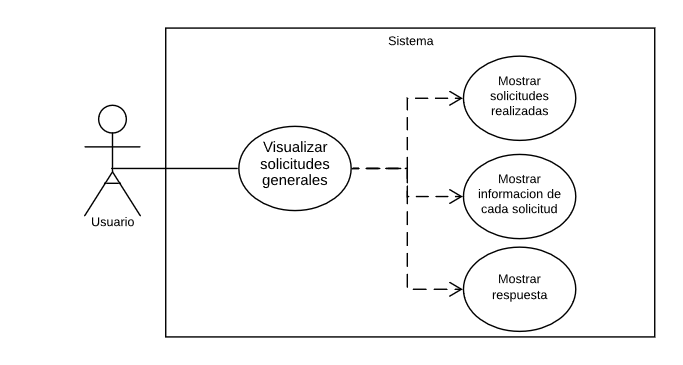 Sistema
Mostrar
solicitudes
realizadas
Visualizar
solicitudes
generales
Mostrar
informacion de
cada solicitud
Usuario
Mostrar
respuesta